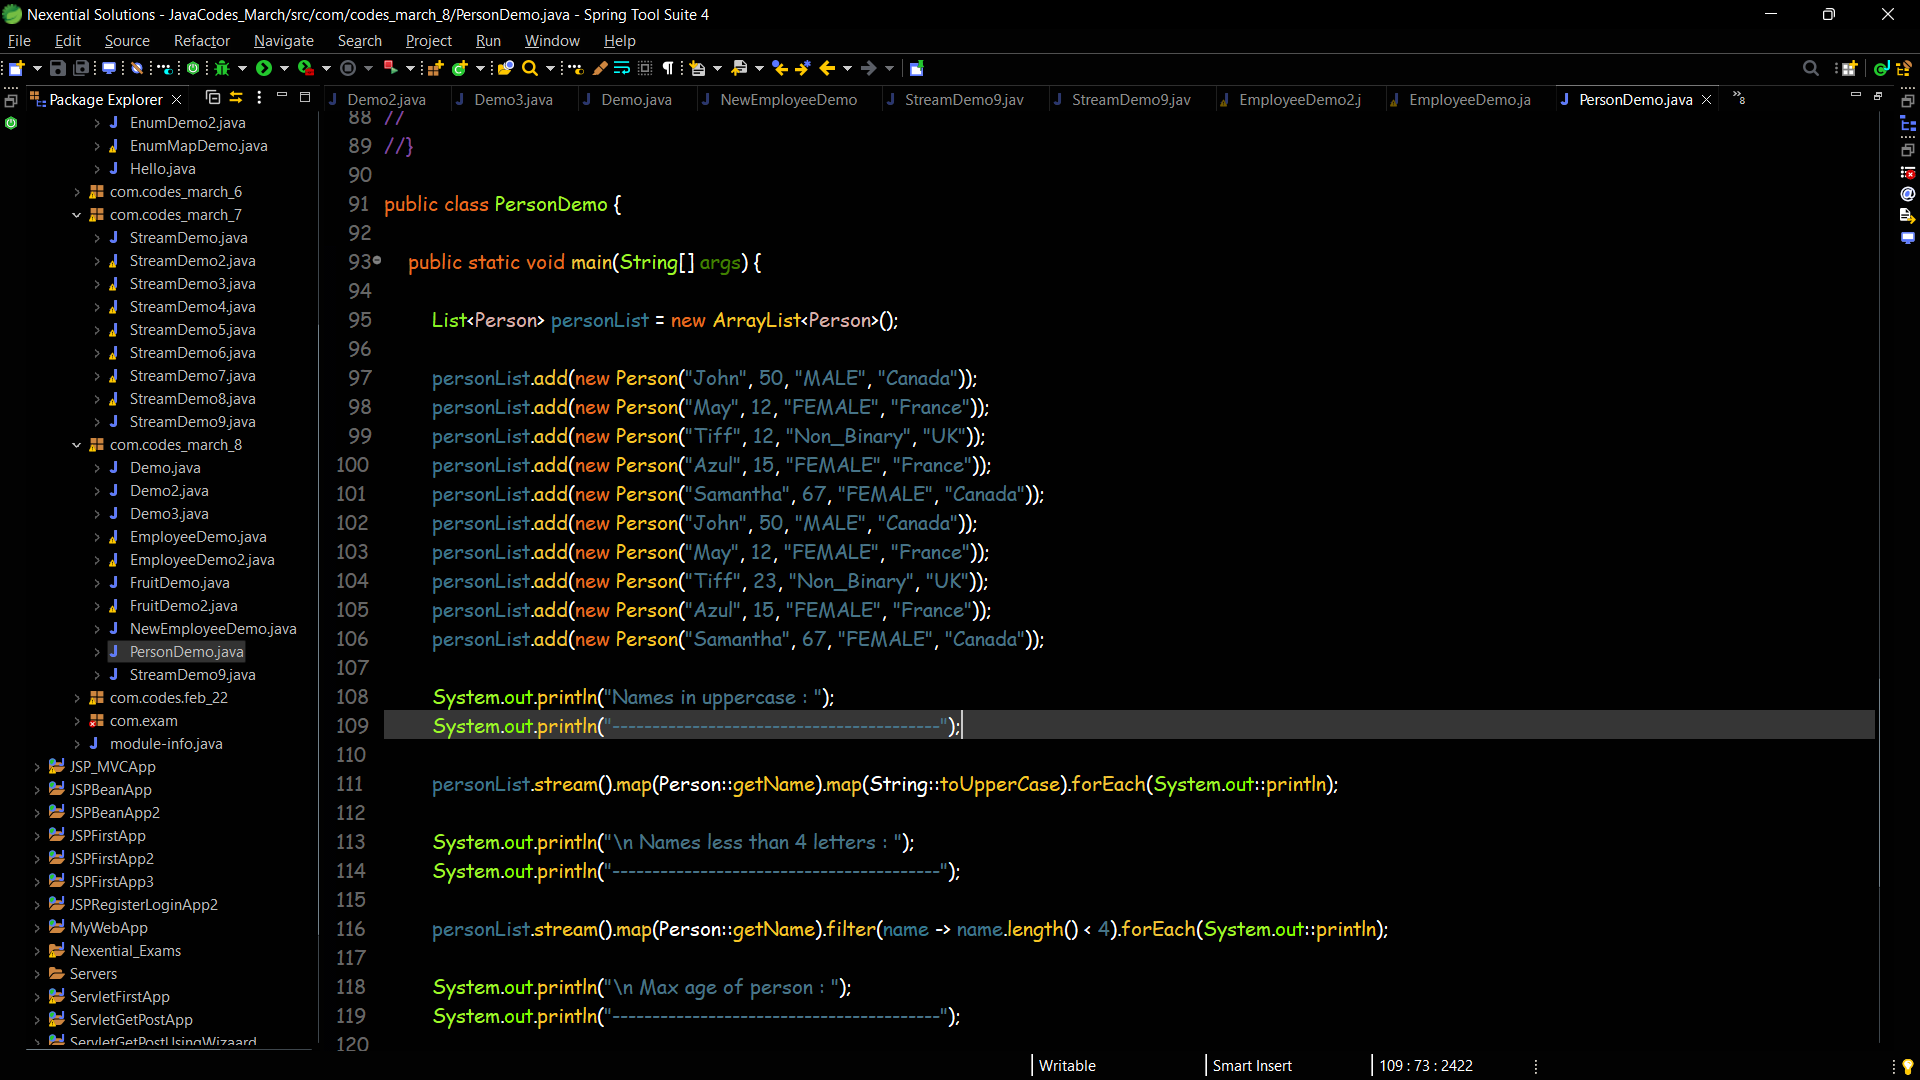 Nexential Solutions - JavaCodes_March/src/com/codes_march_8/PersonDemo.java - Spring Tool Suite 4
File Edit Source Refactor Navigate Search Project Run Window Help
Package Explorer
Demo2.java Demo3.java Demo.java NewEmployeeDemo StreamDemo9.jav StreamDemo9.jav EmployeeDemo2.j EmployeeDemo.ja PersonDemo.java »8
EnumDemo2.java
EnumMapDemo.java
Hello.java
com.codes_march_6
com.codes_march_7
StreamDemo.java
StreamDemo2.java
StreamDemo3.java
StreamDemo4.java
StreamDemo5.java
StreamDemo6.java
StreamDemo7.java
StreamDemo8.java
StreamDemo9.java
com.codes_march_8
Demo.java
Demo2.java
Demo3.java
EmployeeDemo.java
EmployeeDemo2.java
FruitDemo.java
FruitDemo2.java
NewEmployeeDemo.java
PersonDemo.java
StreamDemo9.java
com.codes.feb_22
com.exam
module-info.java
JSP_MVCApp
JSPBeanApp
JSPBeanApp2
JSPFirstApp
JSPFirstApp2
JSPFirstApp3
JSPRegisterLoginApp2
MyWebApp
Nexential_Exams
Servers
ServletFirstApp
ServletGetPostApp
ServletGetPostUsingWizaard
88 //
89 //}
90
91 public class PersonDemo {
92
93 public static void main(String[] args) {
94
95 List<Person> personList = new ArrayList<Person>();
96
97 personList.add(new Person("John", 50, "MALE", "Canada"));
98 personList.add(new Person("May", 12, "FEMALE", "France"));
99 personList.add(new Person("Tiff", 12, "Non_Binary", "UK"));
100 personList.add(new Person("Azul", 15, "FEMALE", "France"));
101 personList.add(new Person("Samantha", 67, "FEMALE", "Canada"));
102 personList.add(new Person("John", 50, "MALE", "Canada"));
103 personList.add(new Person("May", 12, "FEMALE", "France"));
104 personList.add(new Person("Tiff", 23, "Non_Binary", "UK"));
105 personList.add(new Person("Azul", 15, "FEMALE", "France"));
106 personList.add(new Person("Samantha", 67, "FEMALE", "Canada"));
107
108 System.out.println("Names in uppercase : ");
109 System.out.println("-----------------------------------------");
110
111 personList.stream().map(Person::getName).map(String::toUpperCase).forEach(System.out::println);
112
113 System.out.println("\n Names less than 4 letters : ");
114 System.out.println("-----------------------------------------");
115
116 personList.stream().map(Person::getName).filter(name -> name.length() < 4).forEach(System.out::println);
117
118 System.out.println("\n Max age of person : ");
119 System.out.println("-----------------------------------------");
120
Writable Smart Insert 109 : 73 : 2422